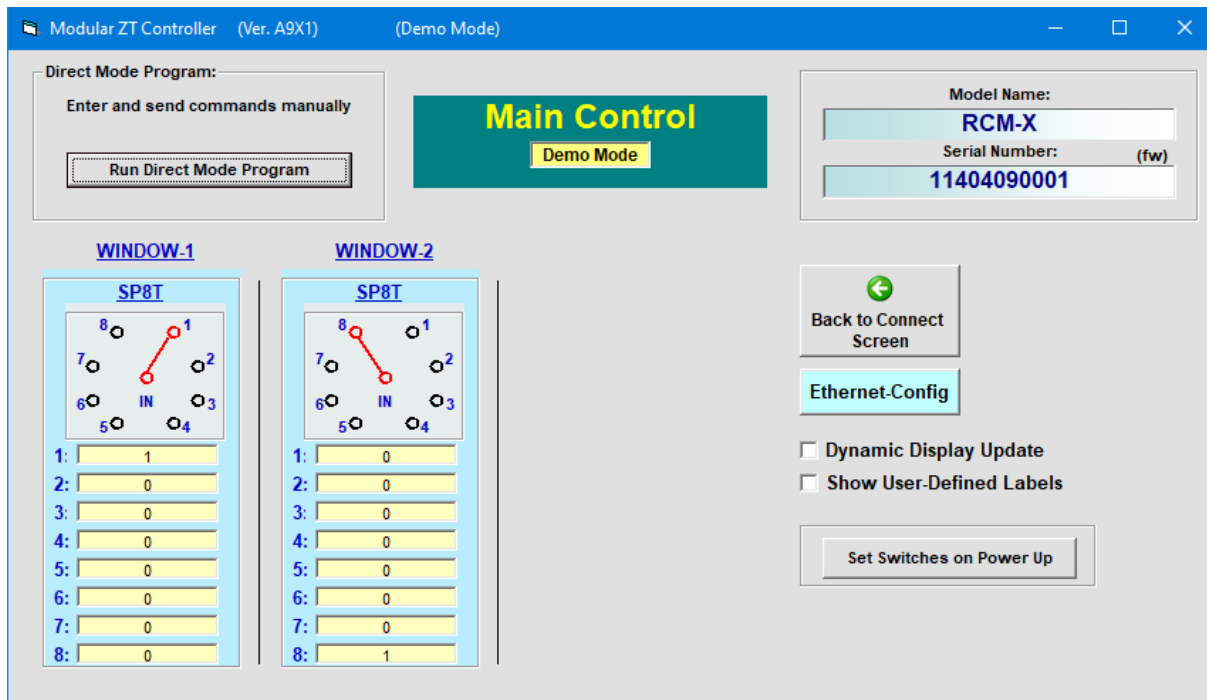 Modular ZT Controller (Ver. A9X1) (Demo Mode)
Direct Mode Program:
Enter and send commands manually
Run Direct Mode Program
Main Control
Demo Mode
Model Name:
RCM-X
Serial Number: (fw)
11404090001
WINDOW-1
SP8T
8 1
7 2
6 IN 3
5 4
1: 1
2: 0
3: 0
4: 0
5: 0
6: 0
7: 0
8: 0
WINDOW-2
SP8T
8 1
7 2
6 IN 3
5 4
1: 0
2: 0
3: 0
4: 0
5: 0
6: 0
7: 0
8: 1
Back to Connect
Screen
Ethernet-Config
Dynamic Display Update
Show User-Defined Labels
Set Switches on Power Up